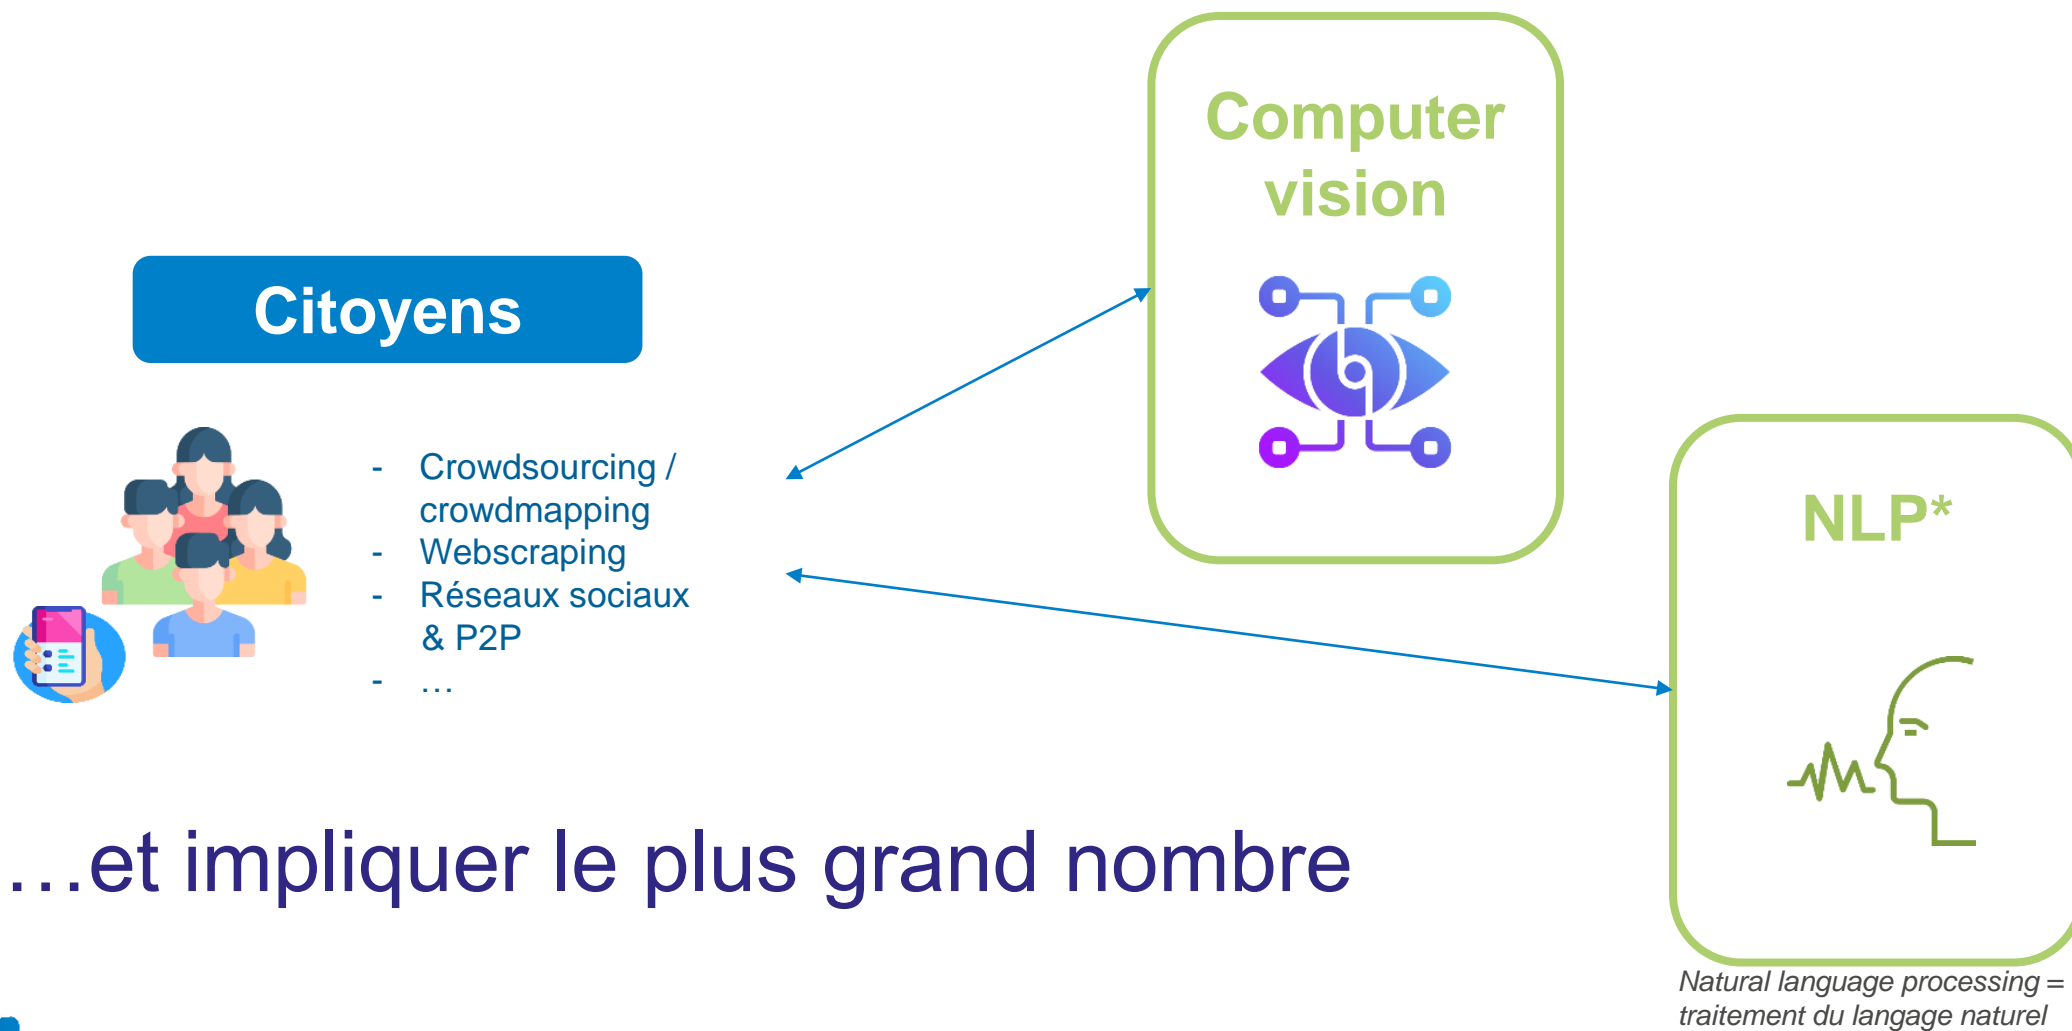 Computer
vision
Citoyens
- Crowdsourcing /
crowdmapping
- Webscraping
- Réseaux sociaux
& P2P
- …
NLP*
…et impliquer le plus grand nombre
Natural language processing =
traitement du langage naturel